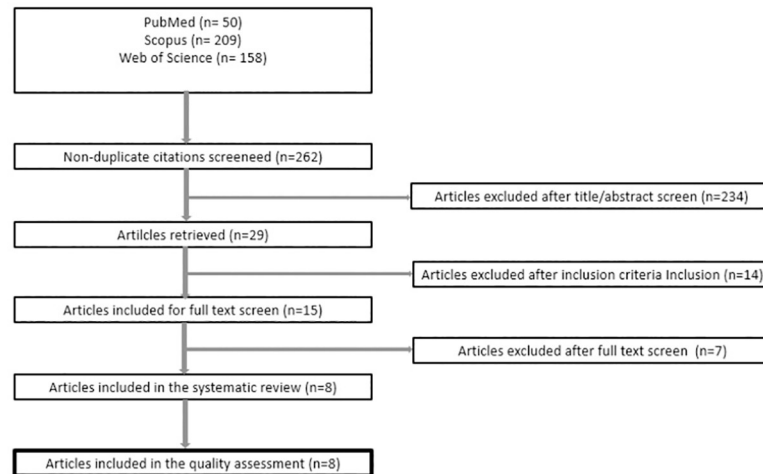 PubMed (n= 50)
Scopus (n= 209)
Web of Science (n= 158)
Non-duplicate citations screeneed (n=262)
Articles excluded after title/abstract screen (n=234)
Artilcles retrieved (n=29)
Articles excluded after inclusion criteria Inclusion (n=14)
Articles included for full text screen (n=15)
Articles excluded after full text screen (n=7)
Articles included in the systematic review (n=8)
Articles included in the quality assessment (n=8)